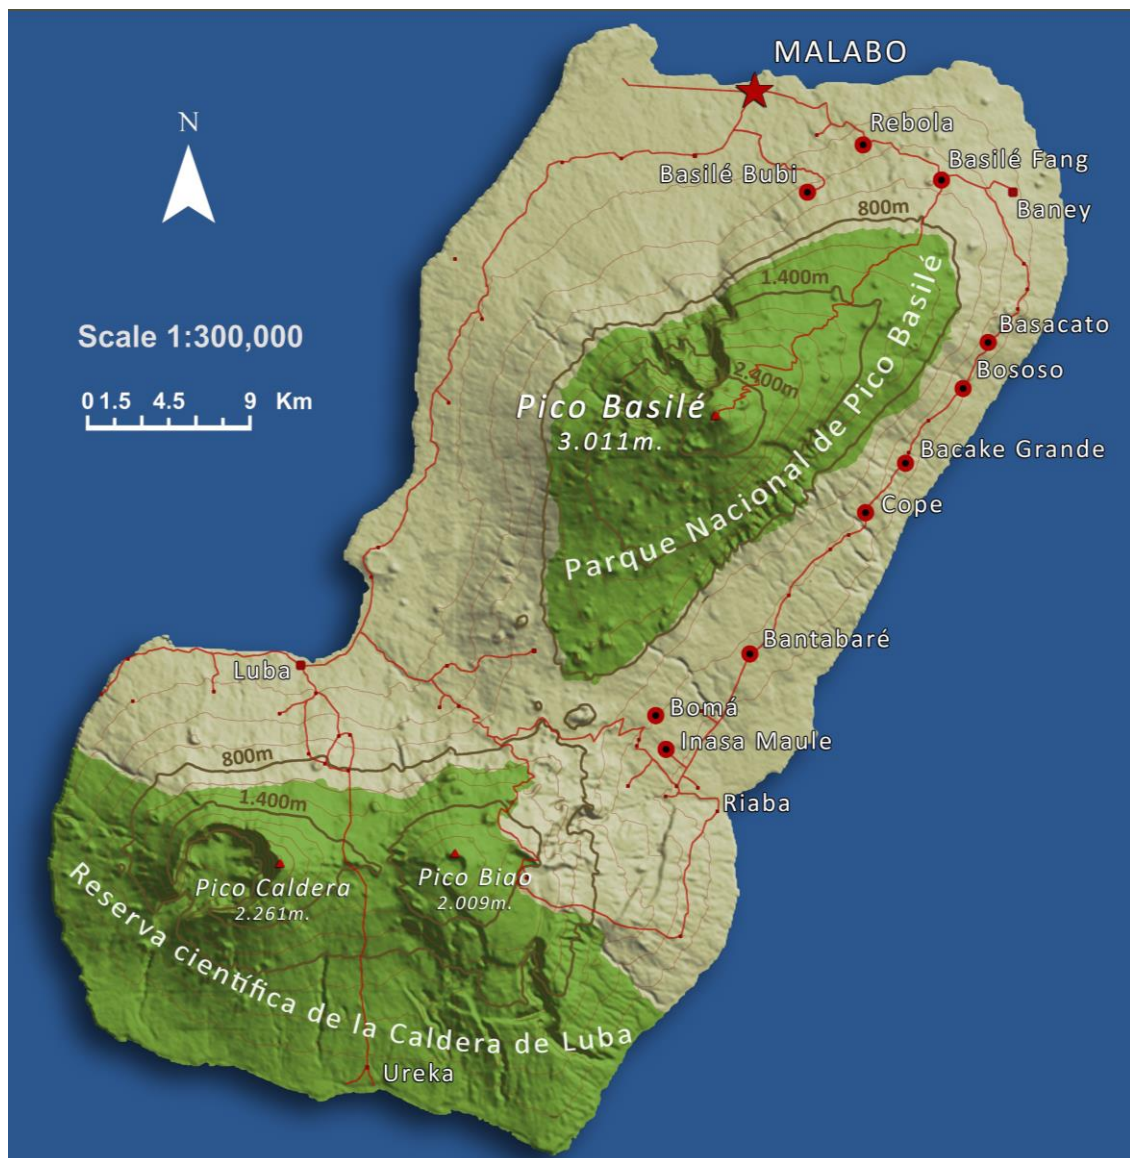 MALABO
N
Rebola
Basilé Fang
Basilé Bubi
Baney
800m
1.400m
Scale 1:300,000
Basacato
0 1.5 4.5 9 Km
Bososo
2.400m
Pico Basilé
3.011m.
Parque Nacional de Pico Basilé
Bacake Grande
Cope
Bantabaré
Luba
Bomá
Inasa Maule
800m
1.400m
Riaba
Pico Caldera
2.261m.
Pico Biao
2.009m.
Reserva científica de la Caldera de Luba
Ureka